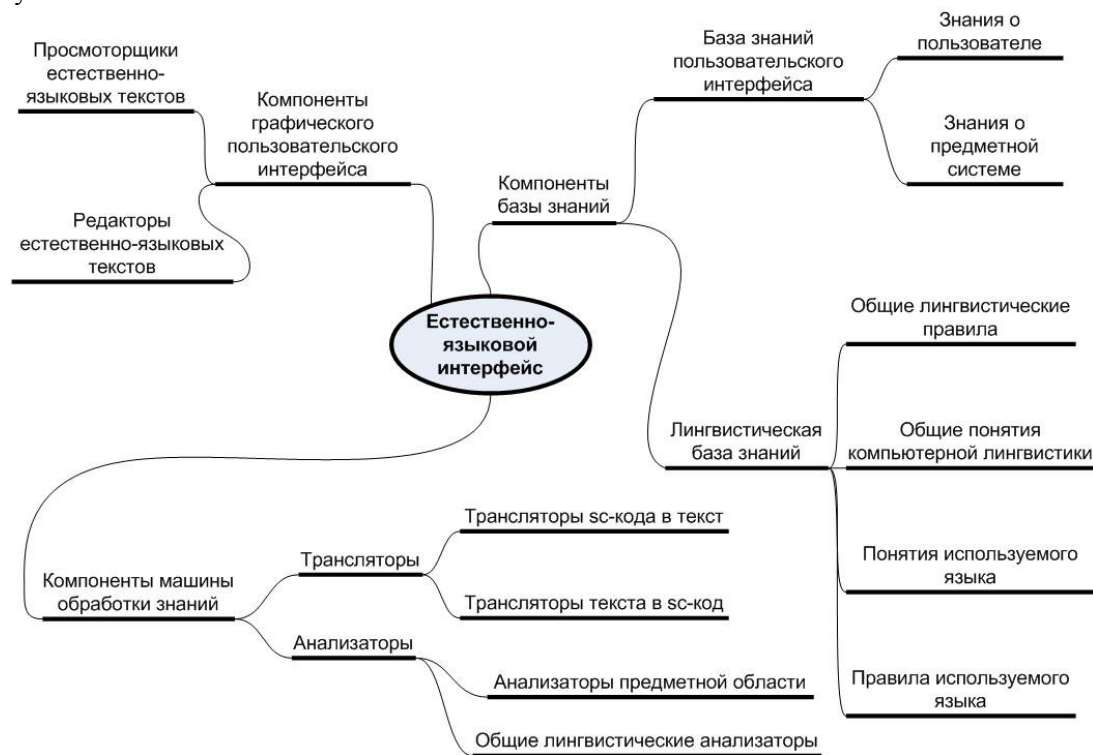 у
Просмоторщики
естественно-
языковых текстов
Компоненты
графического
пользовательского
интерфейса
Редакторы
естественно-языковых
текстов
База знаний
пользовательского
интерфейса
Знания о
пользователе
Знания о
предметной
системе
Компоненты
базы знаний
Естественно-
языковой
интерфейс
Общие лингвистические
правила
Лингвистическая
база знаний
Общие понятия
компьютерной лингвистики
Понятия используемого
языка
Правила используемого
языка
Компоненты машины
обработки знаний
Трансляторы
Трансляторы sc-кода в текст
Трансляторы текста в sc-код
Анализаторы
Анализаторы предметной области
Общие лингвистические анализаторы